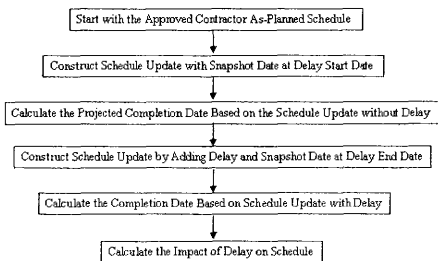 Start with the Approved Contractor As-Planned Schedule
Construct Schedule Update with Snapshot Date at Delay Start Date
Calculate the Projected Completion Date Based on the Schedule Update without Delay
Construct Schedule Update by Adding Delay and Snapshot Date at Delay End Date
Calculate the Completion Date Based on Schedule Update with Delay
Calculate the Impact of Delay on Schedule